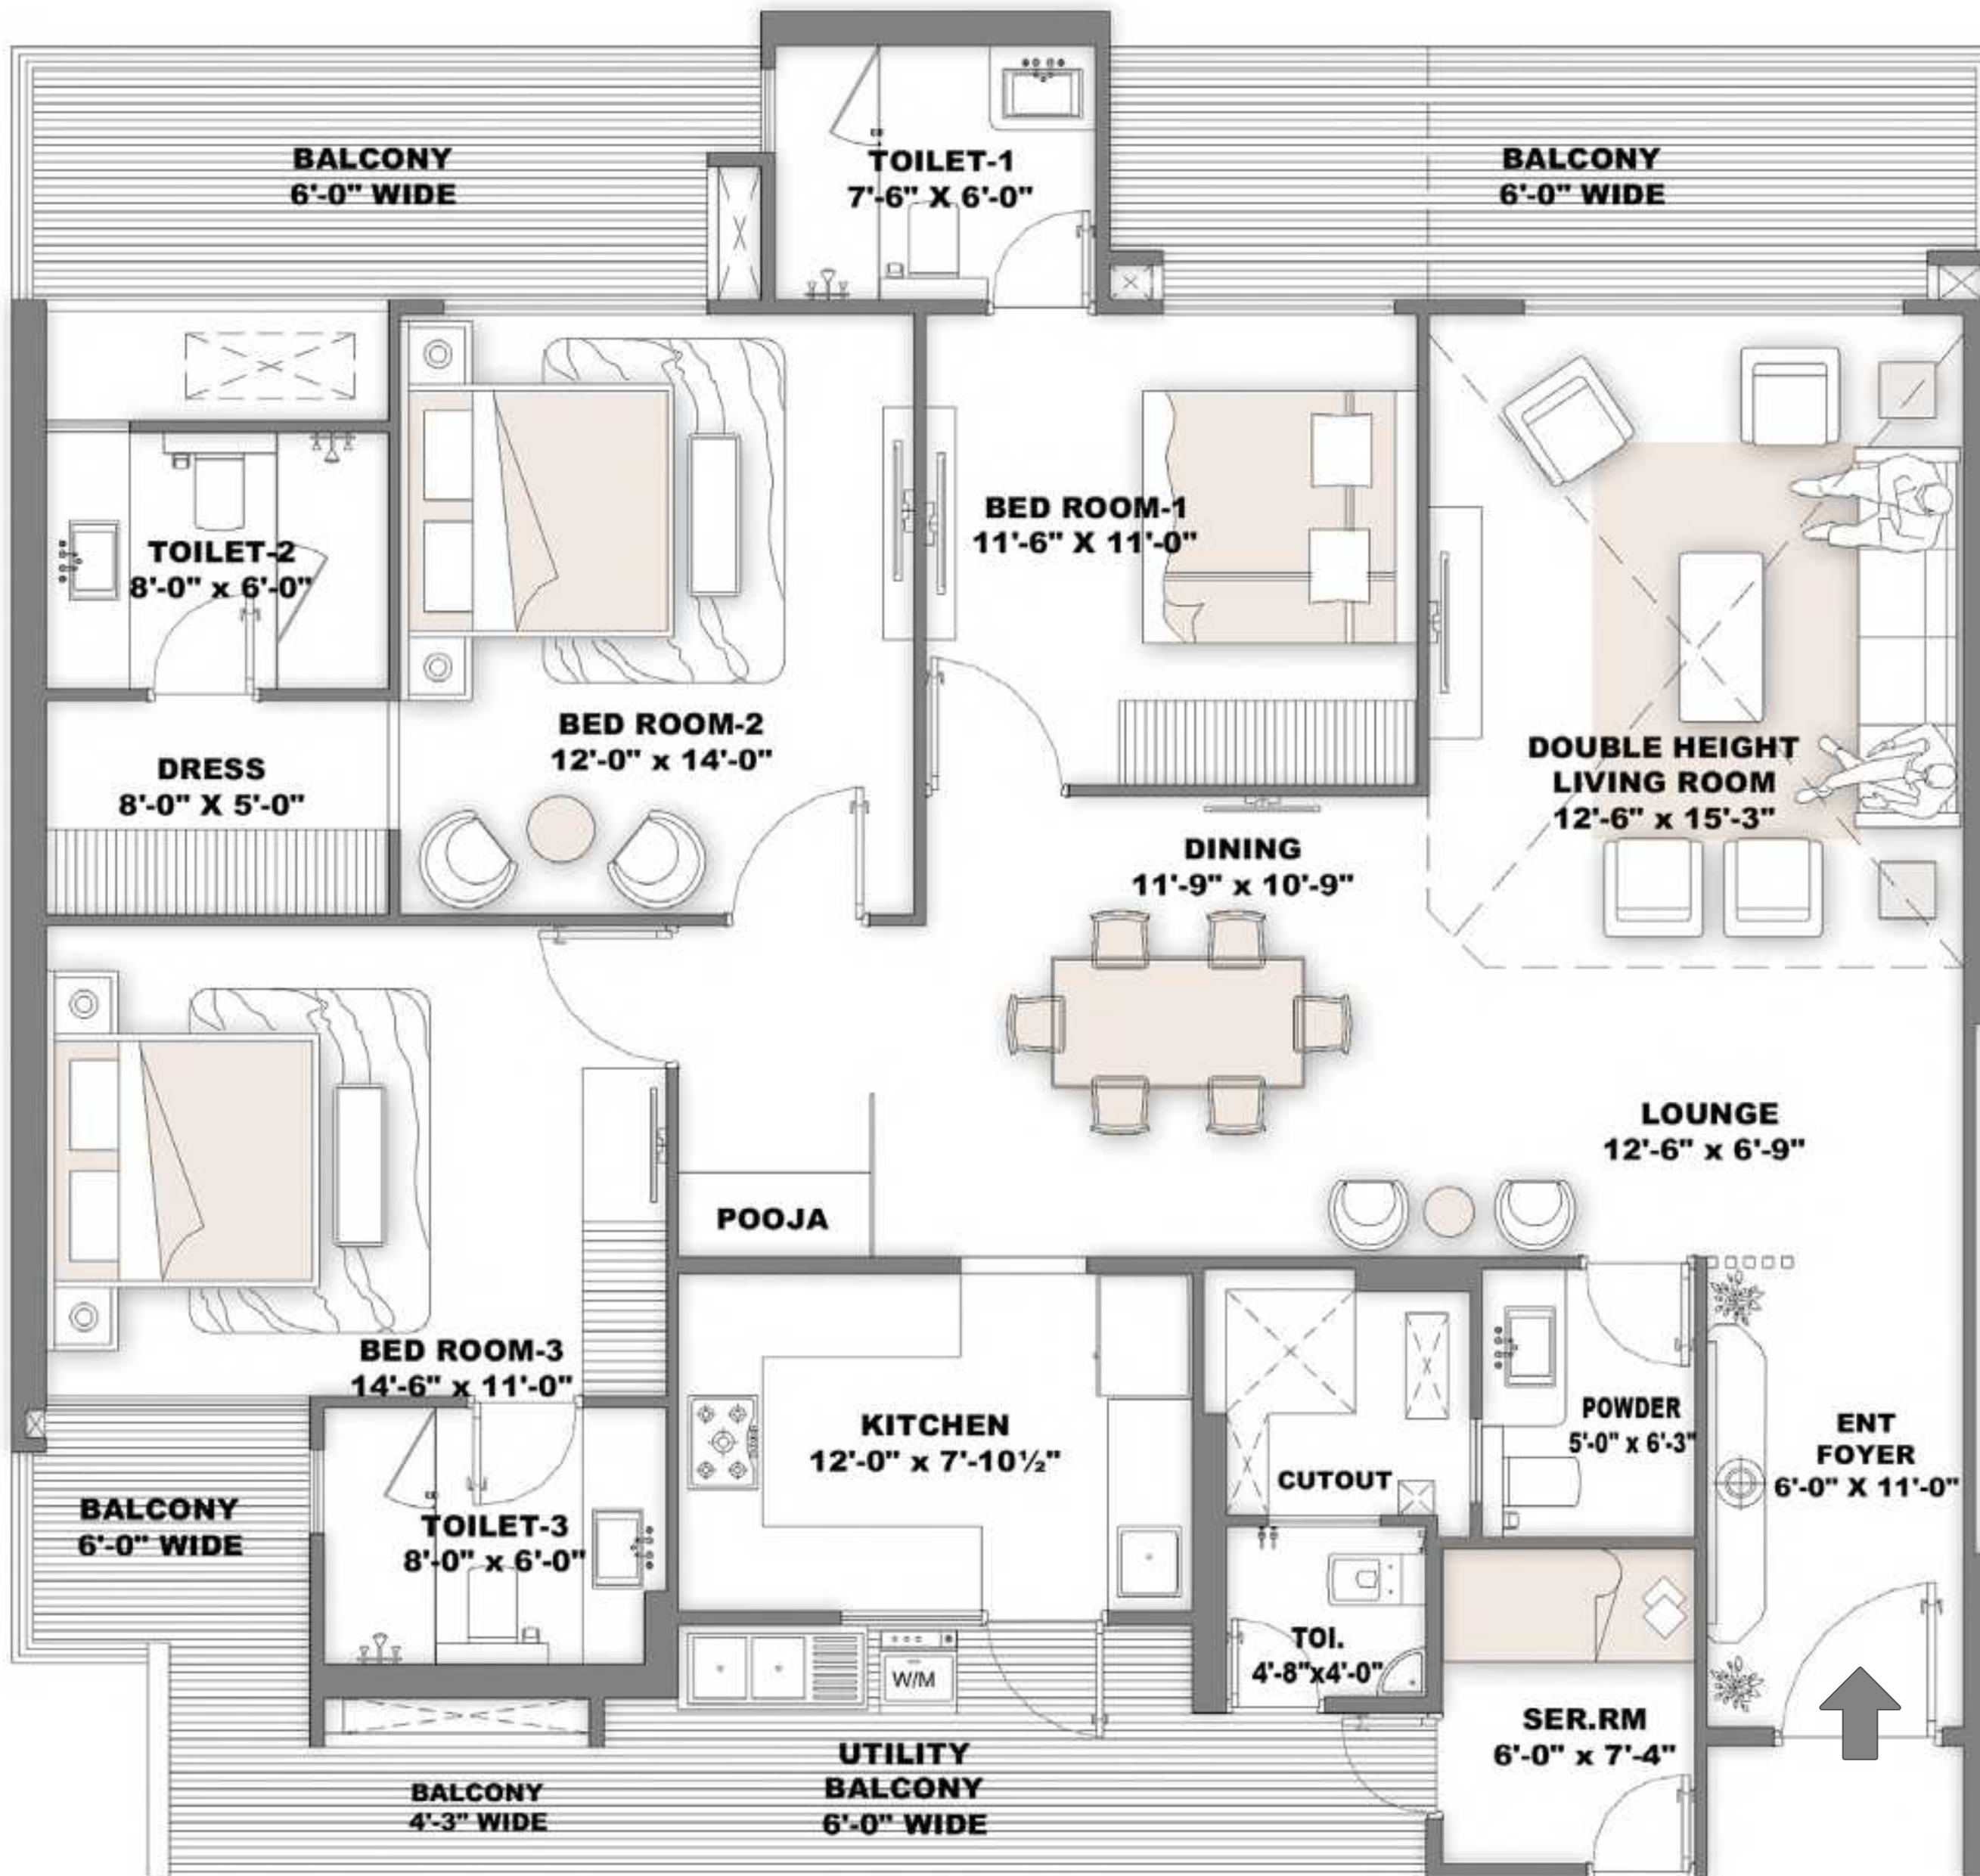 BALCONY
6'-0" WIDE
TOILET-1
7'-6" X 6'-0"
BALCONY
6'-0" WIDE
TOILET-2
8'-0" x 6'-0"
BED ROOM-1
11'-6" X 11'-0"
BED ROOM-2
12'-0" x 14'-0"
DRESS
8'-0" X 5'-0"
DOUBLE HEIGHT
LIVING ROOM
12'-6" x 15'-3"
DINING
11'-9" x 10'-9"
LOUNGE
12'-6" x 6'-9"
POOJA
BED ROOM-3
14'-6" x 11'-0"
KITCHEN
12'-0" x 7'-10½"
CUTOUT
POWDER
5'-0" x 6'-3"
ENT
FOYER
6'-0" X 11'-0"
BALCONY
6'-0" WIDE
TOILET-3
8'-0" x 6'-0"
TOI.
4'-8"x4'-0"
W/M
SER.RM
6'-0" x 7'-4"
UTILITY
BALCONY
6'-0" WIDE
BALCONY
4'-3" WIDE